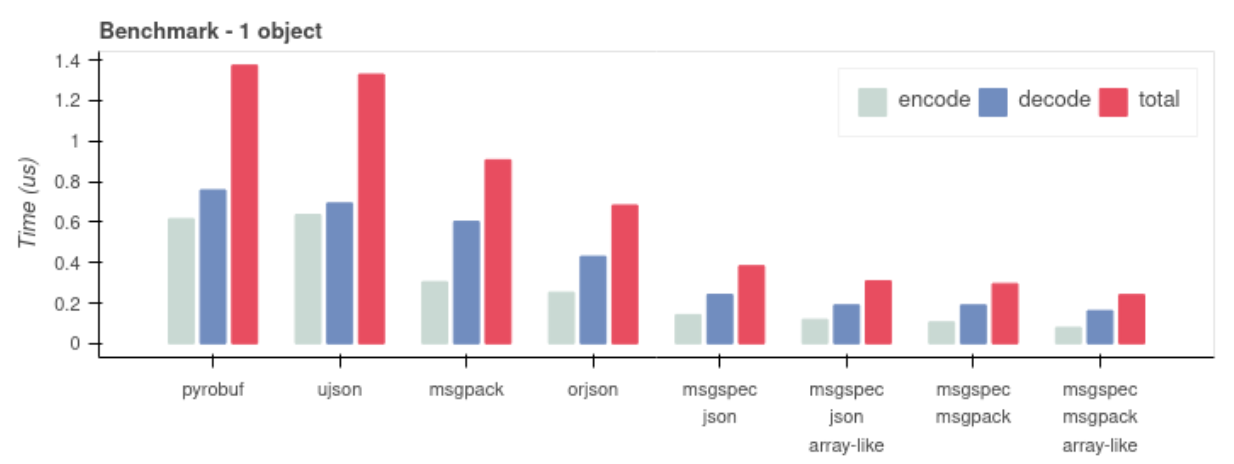 Benchmark - 1 object
encode decode total
Time (us)
1.4
1.2
1
0.8
0.6
0.4
0.2
0
pyrobuf ujson msgpack orjson msgspec msgspec msgspec msgspec
json json msgpack msgpack
array-like array-like